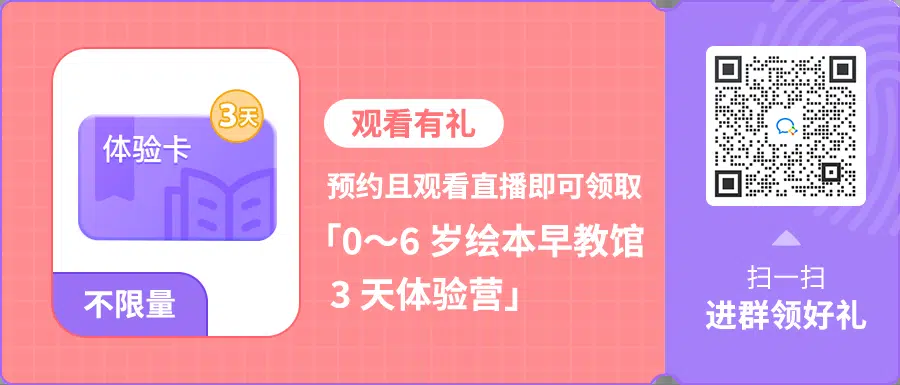 体验卡
3天
不限量
观看有礼
预约且观看直播即可领取
「0～6 岁绘本早教馆
3 天体验营」
扫一扫
进群领好礼